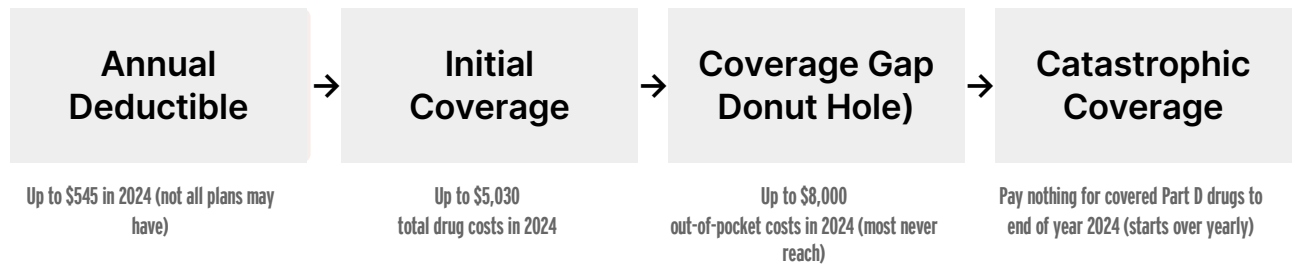 Annual
Deductible
→
Initial
Coverage
→
Coverage Gap
Donut Hole)
→
Catastrophic
Coverage
Up to $545 in 2024 (not all plans may
have)
Up to $5,030
total drug costs in 2024
Up to $8,000
out-of-pocket costs in 2024 (most never
reach)
Pay nothing for covered Part D drugs to
end of year 2024 (starts over yearly)